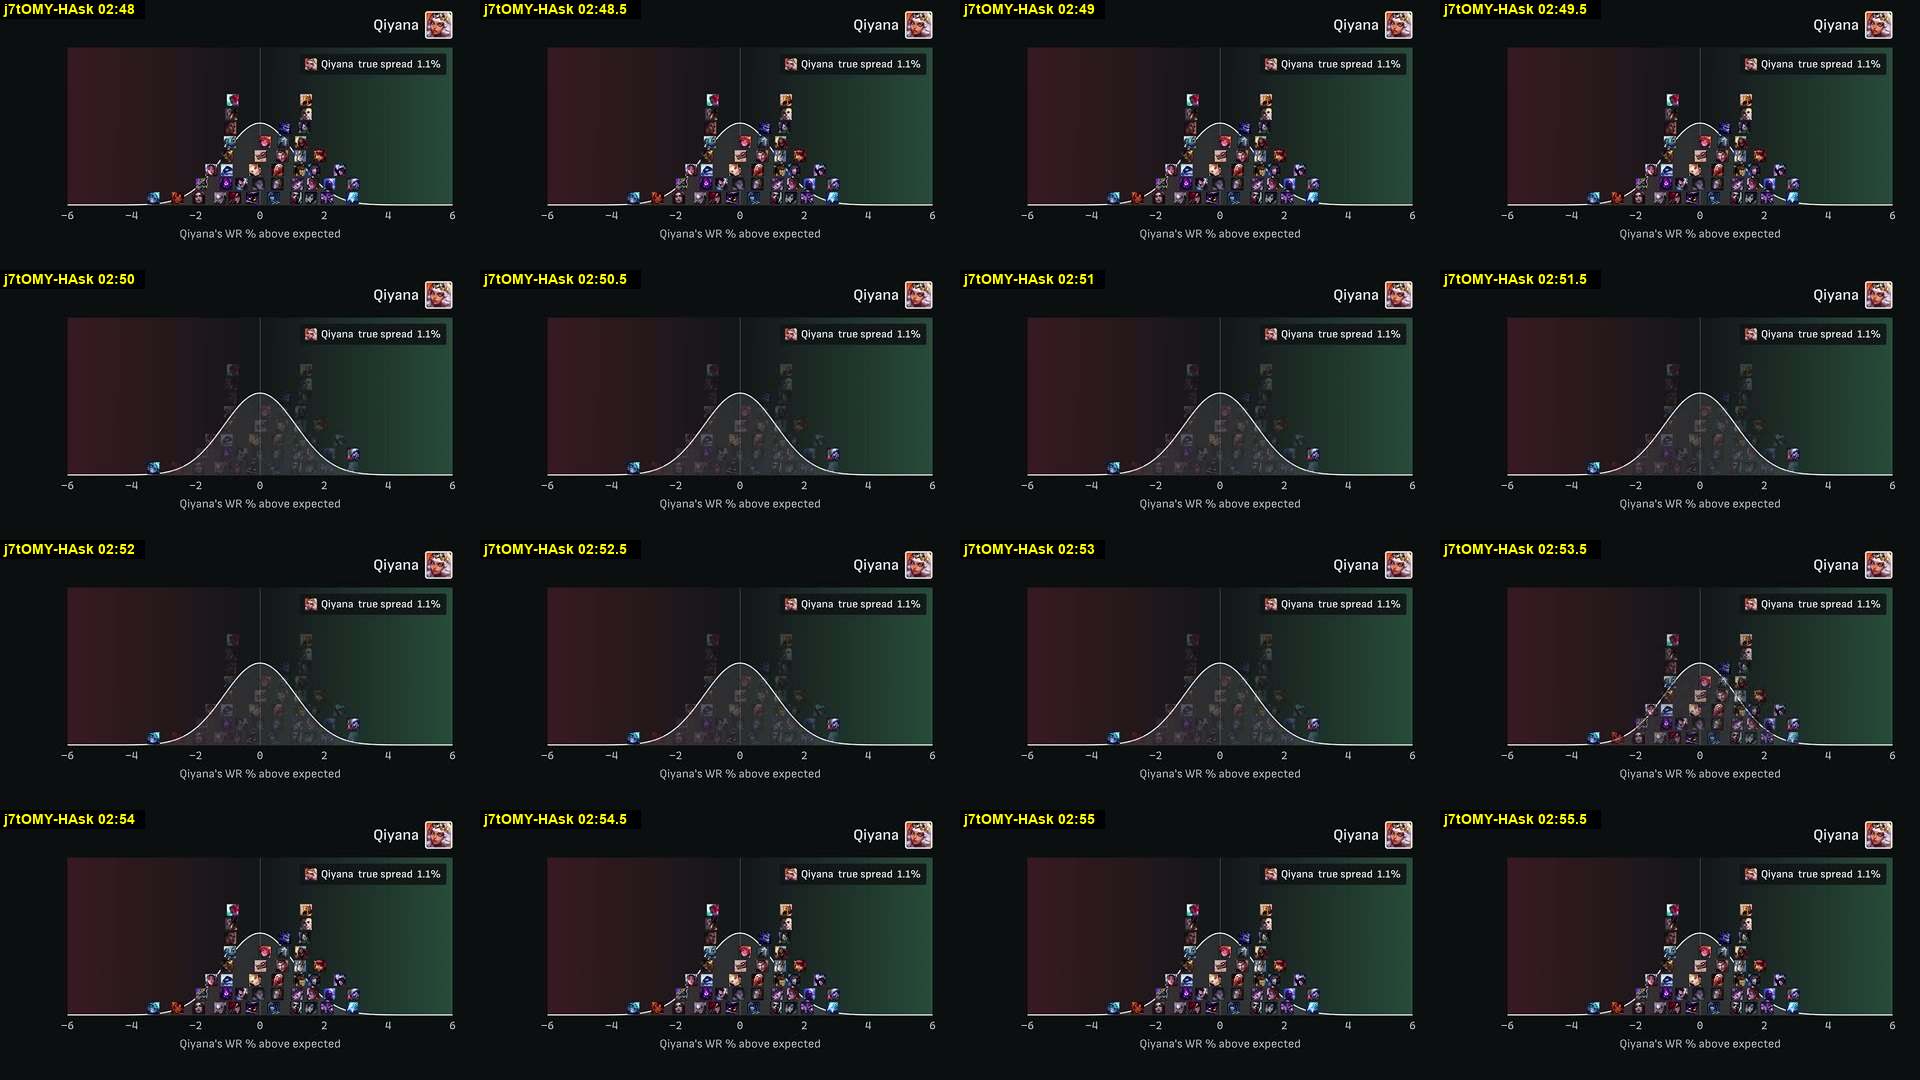 j7tOMY-HAsk 02:48
Qiyana
Qiyana true spread 1.1%
−6 −4 −2 0 2 4 6
Qiyana's WR % above expected
j7tOMY-HAsk 02:48.5
Qiyana
Qiyana true spread 1.1%
−6 −4 −2 0 2 4 6
Qiyana's WR % above expected
j7tOMY-HAsk 02:49
Qiyana
Qiyana true spread 1.1%
−6 −4 −2 0 2 4 6
Qiyana's WR % above expected
j7tOMY-HAsk 02:49.5
Qiyana
Qiyana true spread 1.1%
−6 −4 −2 0 2 4 6
Qiyana's WR % above expected
j7tOMY-HAsk 02:50
Qiyana
Qiyana true spread 1.1%
−6 −4 −2 0 2 4 6
Qiyana's WR % above expected
j7tOMY-HAsk 02:50.5
Qiyana
Qiyana true spread 1.1%
−6 −4 −2 0 2 4 6
Qiyana's WR % above expected
j7tOMY-HAsk 02:51
Qiyana
Qiyana true spread 1.1%
−6 −4 −2 0 2 4 6
Qiyana's WR % above expected
j7tOMY-HAsk 02:51.5
Qiyana
Qiyana true spread 1.1%
−6 −4 −2 0 2 4 6
Qiyana's WR % above expected
j7tOMY-HAsk 02:52
Qiyana
Qiyana true spread 1.1%
−6 −4 −2 0 2 4 6
Qiyana's WR % above expected
j7tOMY-HAsk 02:52.5
Qiyana
Qiyana true spread 1.1%
−6 −4 −2 0 2 4 6
Qiyana's WR % above expected
j7tOMY-HAsk 02:53
Qiyana
Qiyana true spread 1.1%
−6 −4 −2 0 2 4 6
Qiyana's WR % above expected
j7tOMY-HAsk 02:53.5
Qiyana
Qiyana true spread 1.1%
−6 −4 −2 0 2 4 6
Qiyana's WR % above expected
j7tOMY-HAsk 02:54
Qiyana
Qiyana true spread 1.1%
−6 −4 −2 0 2 4 6
Qiyana's WR % above expected
j7tOMY-HAsk 02:54.5
Qiyana
Qiyana true spread 1.1%
−6 −4 −2 0 2 4 6
Qiyana's WR % above expected
j7tOMY-HAsk 02:55
Qiyana
Qiyana true spread 1.1%
−6 −4 −2 0 2 4 6
Qiyana's WR % above expected
j7tOMY-HAsk 02:55.5
Qiyana
Qiyana true spread 1.1%
−6 −4 −2 0 2 4 6
Qiyana's WR % above expected